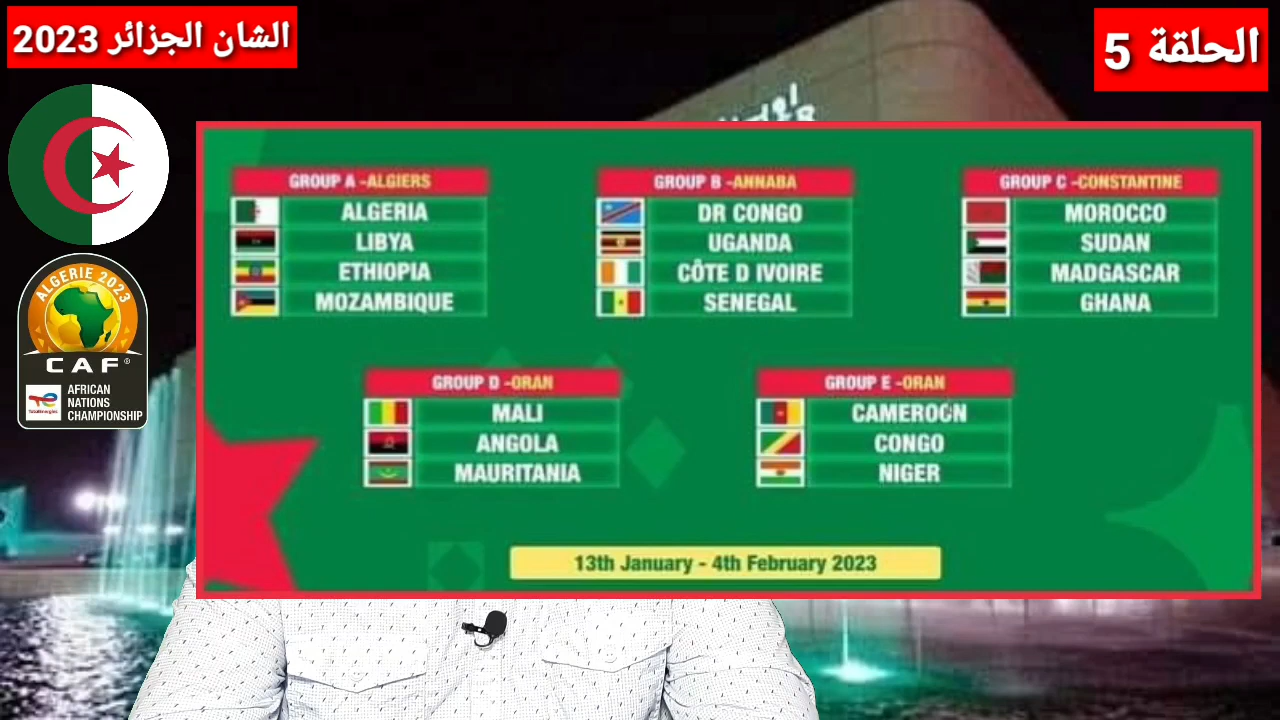 الشان الجزائر 2023
الحلقة 5
ALGERIE 2023
CAF
TotalEnergies
AFRICAN
NATIONS
CHAMPIONSHIP
GROUP A -ALGIERS
ALGERIA
LIBYA
ETHIOPIA
MOZAMBIQUE
GROUP B -ANNABA
DR CONGO
UGANDA
CÔTE D IVOIRE
SENEGAL
GROUP C -CONSTANTINE
MOROCCO
SUDAN
MADGASCAR
GHANA
GROUP D -ORAN
MALI
ANGOLA
MAURITANIA
GROUP E -ORAN
CAMEROON
CONGO
NIGER
13th January - 4th February 2023